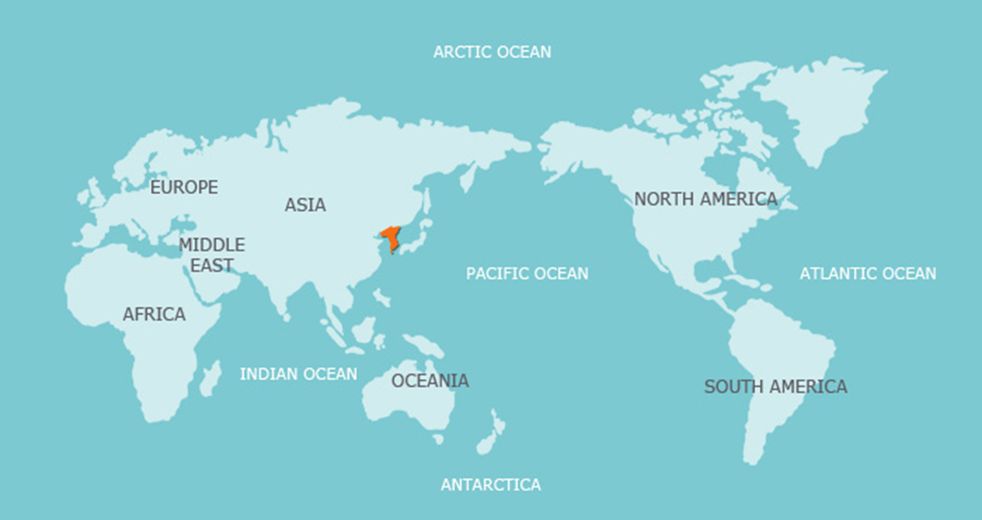 ARCTIC OCEAN
EUROPE
ASIA
NORTH AMERICA
MIDDLE
EAST
PACIFIC OCEAN
ATLANTIC OCEAN
AFRICA
INDIAN OCEAN
OCEANIA
SOUTH AMERICA
ANTARCTICA